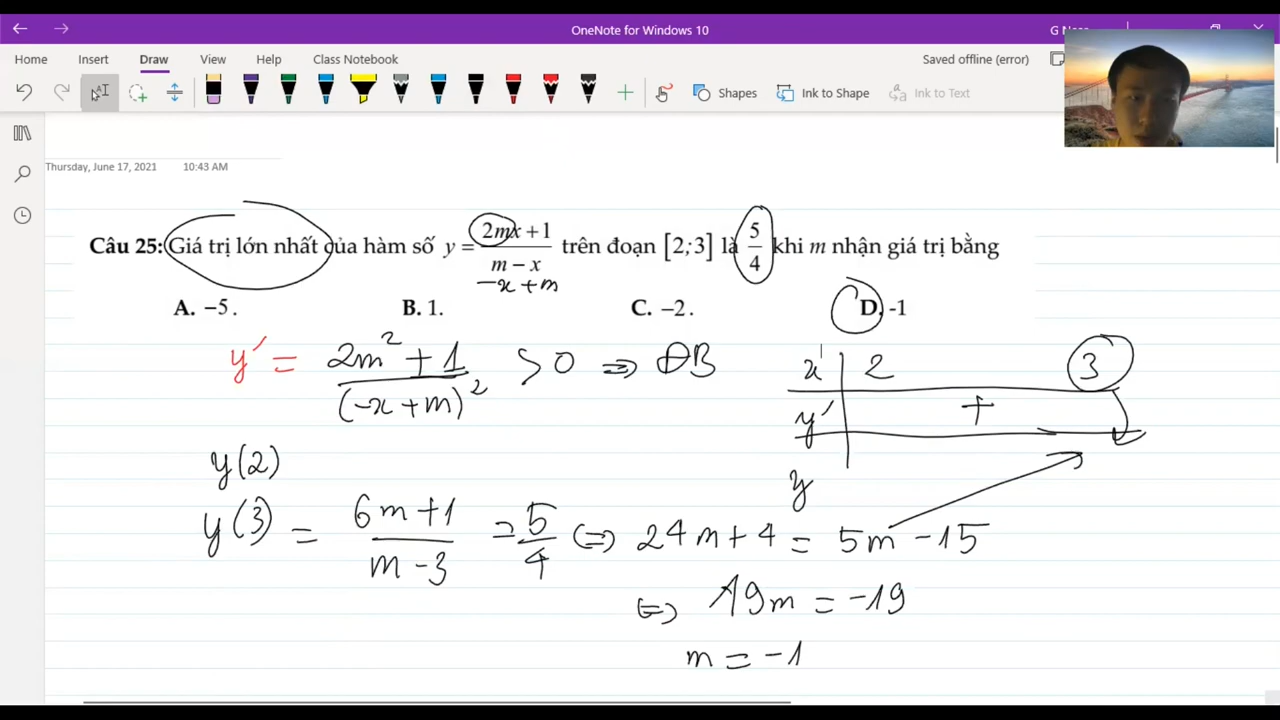 OneNote for Windows 10
Home Insert Draw View Help Class Notebook
Saved offline (error)
Shapes Ink to Shape Ink to Text
Thursday, June 17, 2021 10:43 AM
Câu 25: Giá trị lớn nhất của hàm số y = (2mx + 1)/(m − x) trên đoạn [2;3] là 5/4 khi m nhận giá trị bằng
−x + m
A. −5. B. 1. C. −2. D. -1
y' = (2m² + 1)/(−x + m)² > 0 ⇒ ĐB
x 2 3
y' +
y
y(2)
y(3) = (6m + 1)/(m − 3) = 5/4 ⇔ 24m + 4 = 5m − 15
⇔ 19m = −19
m = −1